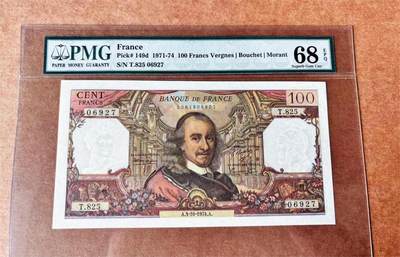 PMG
PAPER MONEY GUARANTY
France
Pick# 149d 1971-74 100 Francs Vergnes | Bouchet | Morant
S/N T.825 06927
68 EPQ
Superb Gem Unc
CENT
FRANCS
BANQUE DE FRANCE
100
06927
T.825
T.825
06927